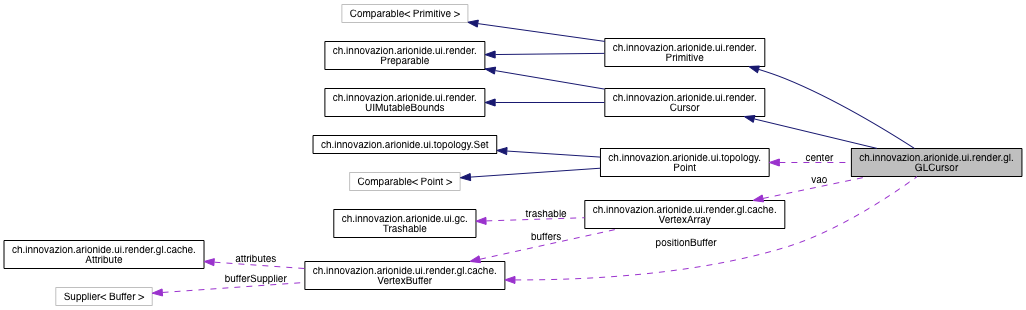 Comparable< Primitive >
ch.innovazion.arionide.ui.render.
Preparable
ch.innovazion.arionide.ui.render.
Primitive
ch.innovazion.arionide.ui.render.
UIMutableBounds
ch.innovazion.arionide.ui.render.
Cursor
ch.innovazion.arionide.ui.topology.Set
ch.innovazion.arionide.ui.topology.
Point
center
ch.innovazion.arionide.ui.render.gl.
GLCursor
Comparable< Point >
vao
ch.innovazion.arionide.ui.gc.
Trashable
trashable
ch.innovazion.arionide.ui.render.gl.cache.
VertexArray
buffers
positionBuffer
ch.innovazion.arionide.ui.render.gl.cache.
Attribute
attributes
bufferSupplier
ch.innovazion.arionide.ui.render.gl.cache.
VertexBuffer
Supplier< Buffer >